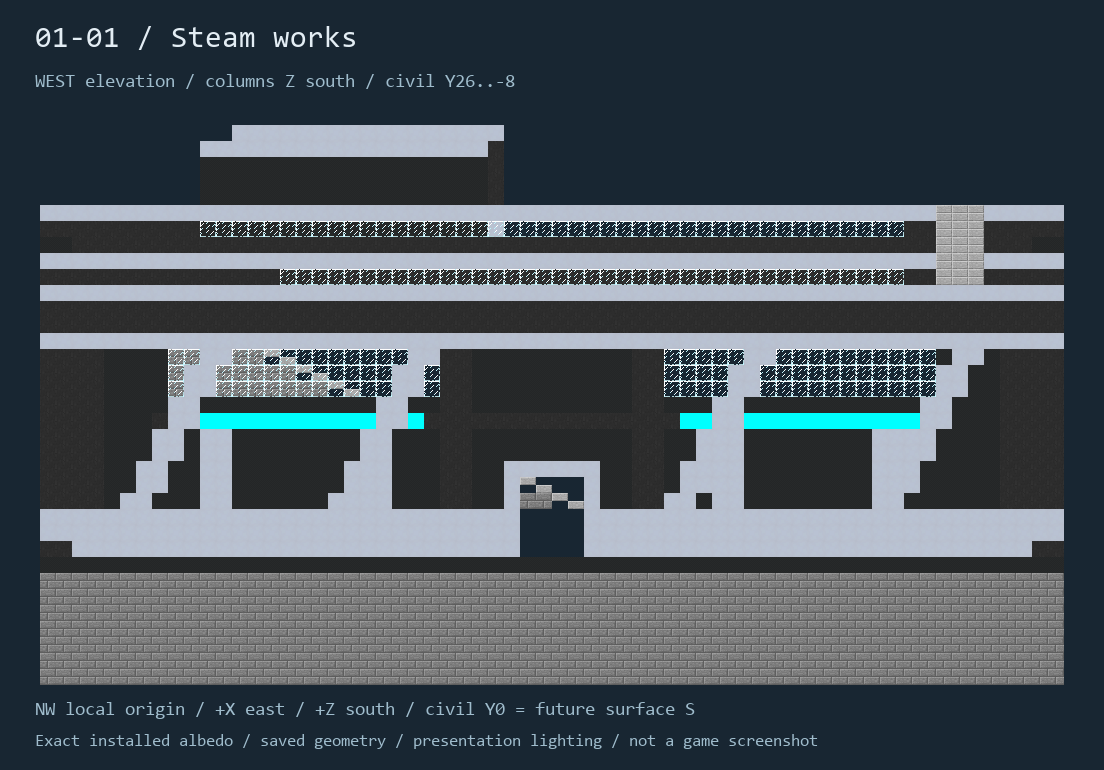 01-01 / Steam works
WEST elevation / columns Z south / civil Y26..-8
NW local origin / +X east / +Z south / civil Y0 = future surface S
Exact installed albedo / saved geometry / presentation lighting / not a game screenshot